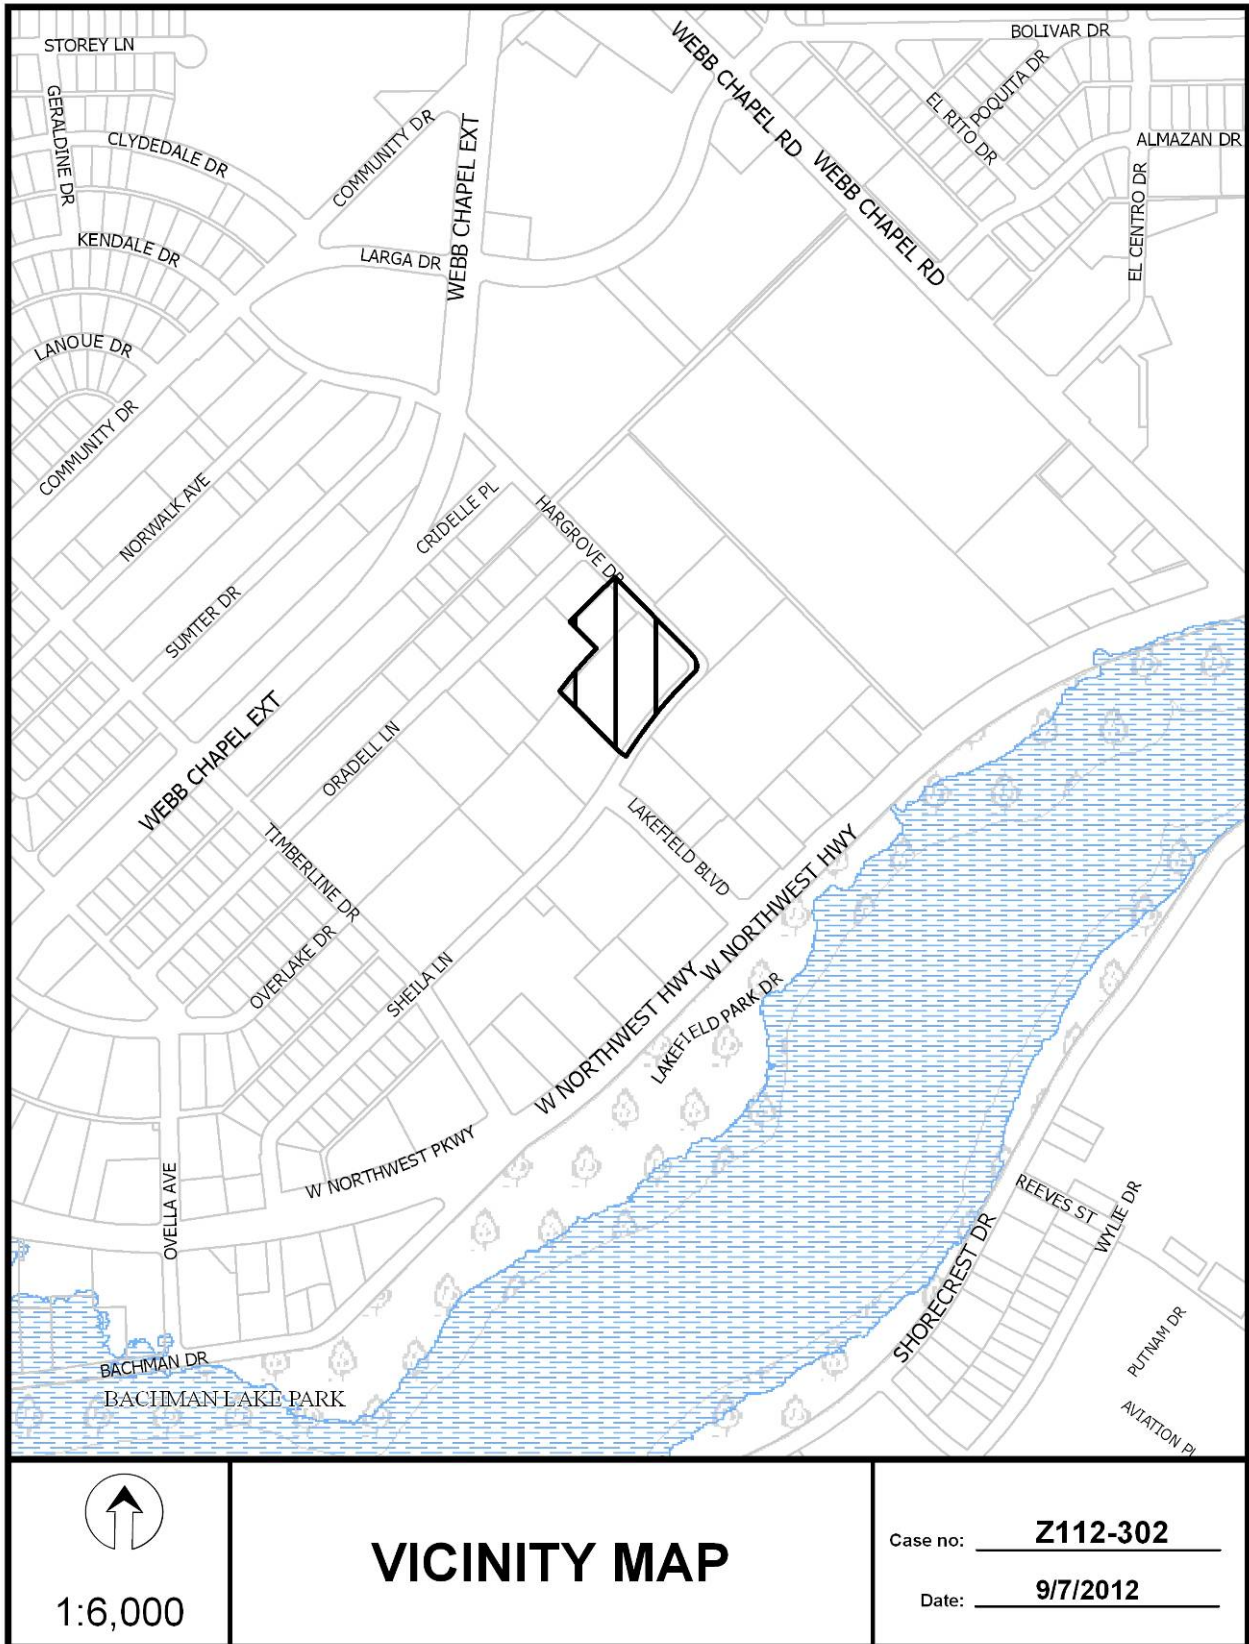 STOREY LN
BOLIVAR DR
WEBB CHAPEL RD
POQUITA DR
GERALDINE DR
EL RITO DR
CLYDEDALE DR
COMMUNITY DR
WEBB CHAPEL EXT
ALMAZAN DR
WEBB CHAPEL RD
EL CENTRO DR
KENDALE DR
LARGA DR
LANOUE DR
COMMUNITY DR
NORWALK AVE
CRIDELLE PL
HARGROVE DR
SUMTER DR
WEBB CHAPEL EXT
ORADELL LN
TIMBERLINE DR
LAKEFIELD BLVD
W NORTHWEST HWY
OVERLAKE DR
SHEILA LN
W NORTHWEST HWY
LAKEFIELD PARK DR
W NORTHWEST PKWY
OVELLA AVE
REEVES ST
WYLIE DR
SHORECREST DR
PUTNAM DR
BACHMAN DR
BACHMAN LAKE PARK
AVIATION PL
1:6,000
VICINITY MAP
Case no: Z112-302
Date: 9/7/2012